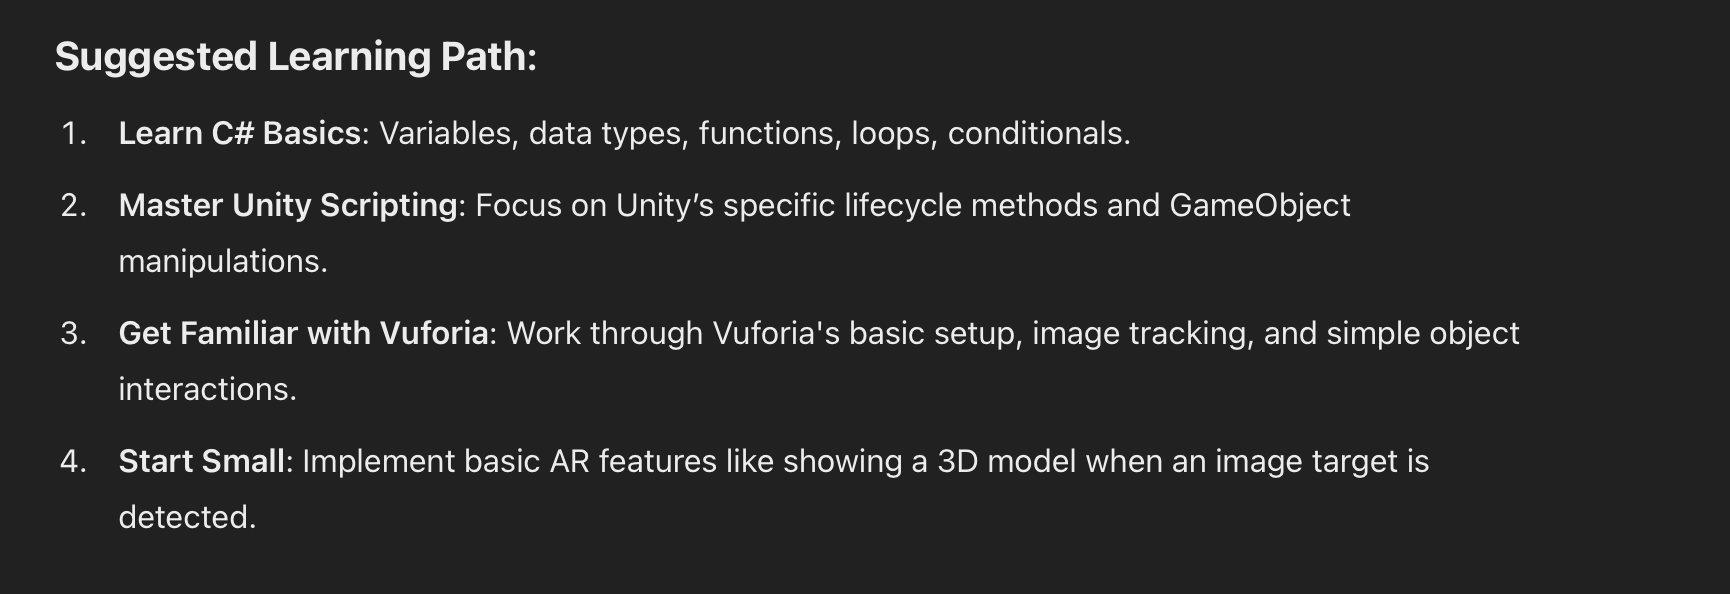 Suggested Learning Path:
1. Learn C# Basics: Variables, data types, functions, loops, conditionals.
2. Master Unity Scripting: Focus on Unity’s specific lifecycle methods and GameObject
manipulations.
3. Get Familiar with Vuforia: Work through Vuforia's basic setup, image tracking, and simple object
interactions.
4. Start Small: Implement basic AR features like showing a 3D model when an image target is
detected.